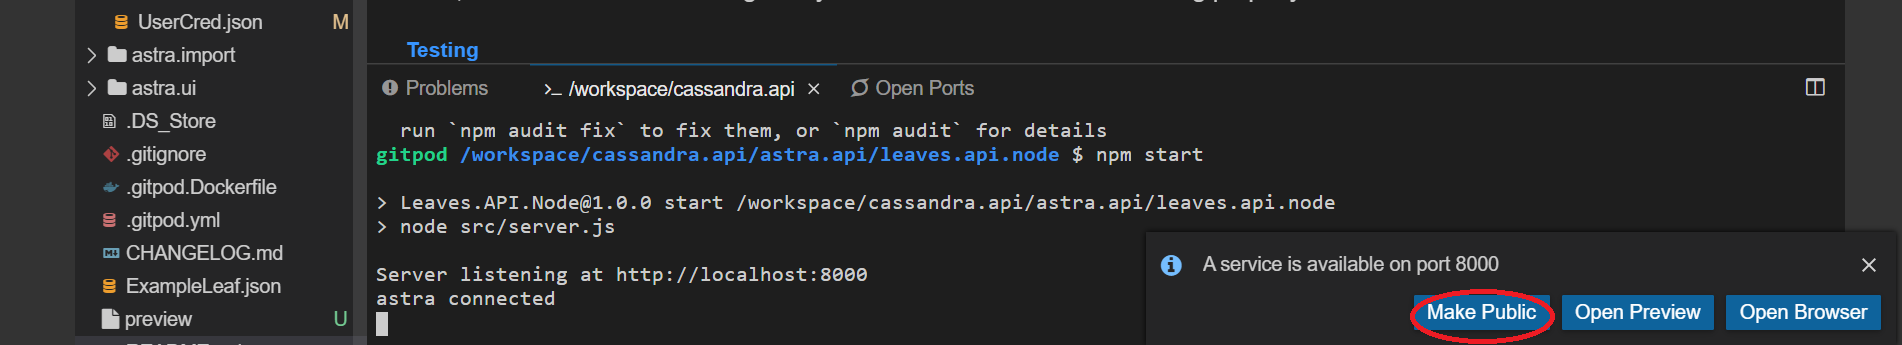 UserCred.json M
astra.import
astra.ui
.DS_Store
.gitignore
.gitpod.Dockerfile
.gitpod.yml
CHANGELOG.md
ExampleLeaf.json
preview U
Testing
Problems
/workspace/cassandra.api
Open Ports
run `npm audit fix` to fix them, or `npm audit` for details
gitpod /workspace/cassandra.api/astra.api/leaves.api.node $ npm start
> Leaves.API.Node@1.0.0 start /workspace/cassandra.api/astra.api/leaves.api.node
> node src/server.js
Server listening at http://localhost:8000
astra connected
A service is available on port 8000
Make Public Open Preview Open Browser